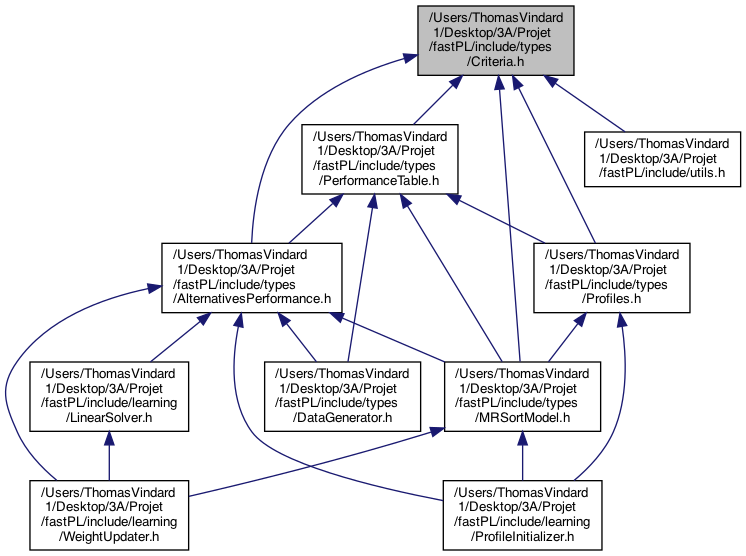 /Users/ThomasVindard
1/Desktop/3A/Projet
/fastPL/include/types
/Criteria.h
/Users/ThomasVindard
1/Desktop/3A/Projet
/fastPL/include/types
/PerformanceTable.h
/Users/ThomasVindard
1/Desktop/3A/Projet
/fastPL/include/utils.h
/Users/ThomasVindard
1/Desktop/3A/Projet
/fastPL/include/types
/AlternativesPerformance.h
/Users/ThomasVindard
1/Desktop/3A/Projet
/fastPL/include/types
/Profiles.h
/Users/ThomasVindard
1/Desktop/3A/Projet
/fastPL/include/learning
/LinearSolver.h
/Users/ThomasVindard
1/Desktop/3A/Projet
/fastPL/include/types
/DataGenerator.h
/Users/ThomasVindard
1/Desktop/3A/Projet
/fastPL/include/types
/MRSortModel.h
/Users/ThomasVindard
1/Desktop/3A/Projet
/fastPL/include/learning
/WeightUpdater.h
/Users/ThomasVindard
1/Desktop/3A/Projet
/fastPL/include/learning
/ProfileInitializer.h